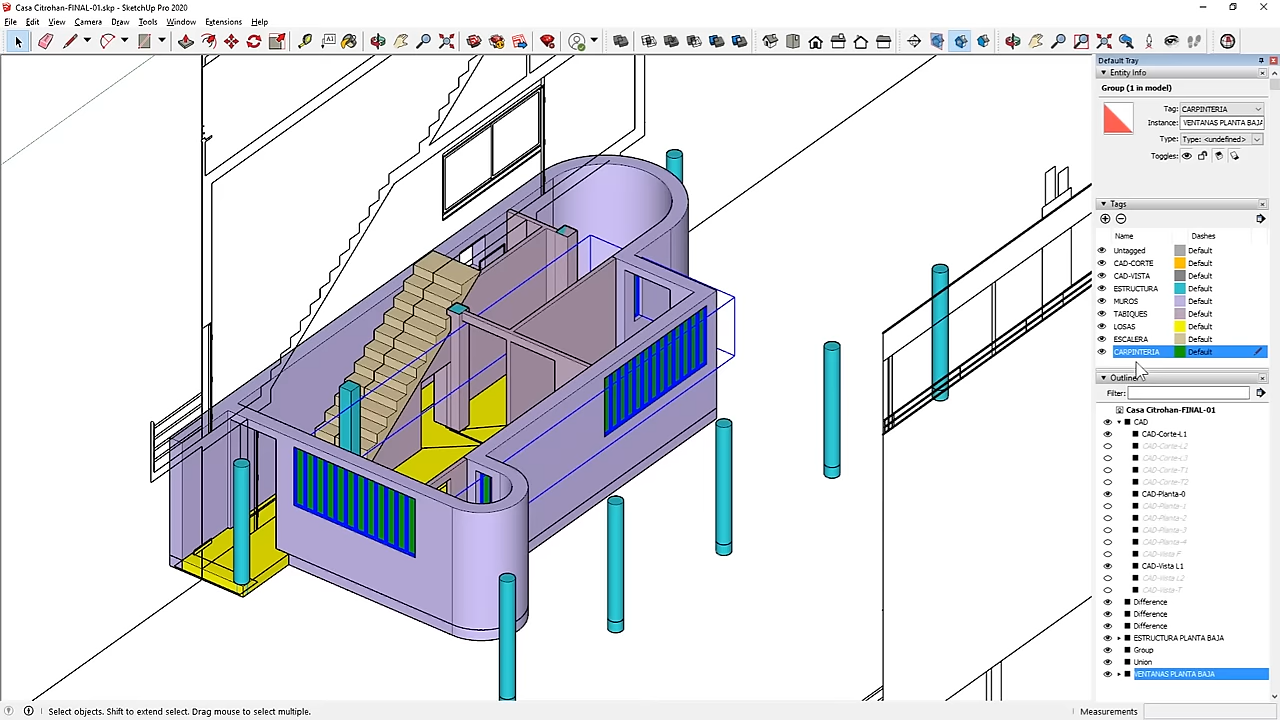 Casa Citrohan-FINAL-01.skp - SketchUp Pro 2020
File Edit View Camera Draw Tools Window Extensions Help
Default Tray
Entity Info
Group (1 in model)
Tag: CARPINTERIA
Instance: VENTANAS PLANTA BAJA
Type: Type: <undefined>
Toggles:
Tags
Name Dashes
Untagged Default
CAD-CORTE Default
CAD-VISTA Default
ESTRUCTURA Default
MUROS Default
TABIQUES Default
LOSAS Default
ESCALERA Default
CARPINTERIA Default
Outliner
Filter:
Casa Citrohan-FINAL-01
CAD
CAD-Corte-L1
CAD-Corte-L2
CAD-Corte-L3
CAD-Corte-T1
CAD-Corte-T2
CAD-Planta-0
CAD-Planta-1
CAD-Planta-2
CAD-Planta-3
CAD-Planta-4
CAD-Vista F
CAD-Vista L1
CAD-Vista L2
CAD-Vista-T
Difference
Difference
Difference
ESTRUCTURA PLANTA BAJA
Group
Union
VENTANAS PLANTA BAJA
Select objects. Shift to extend select. Drag mouse to select multiple.
Measurements